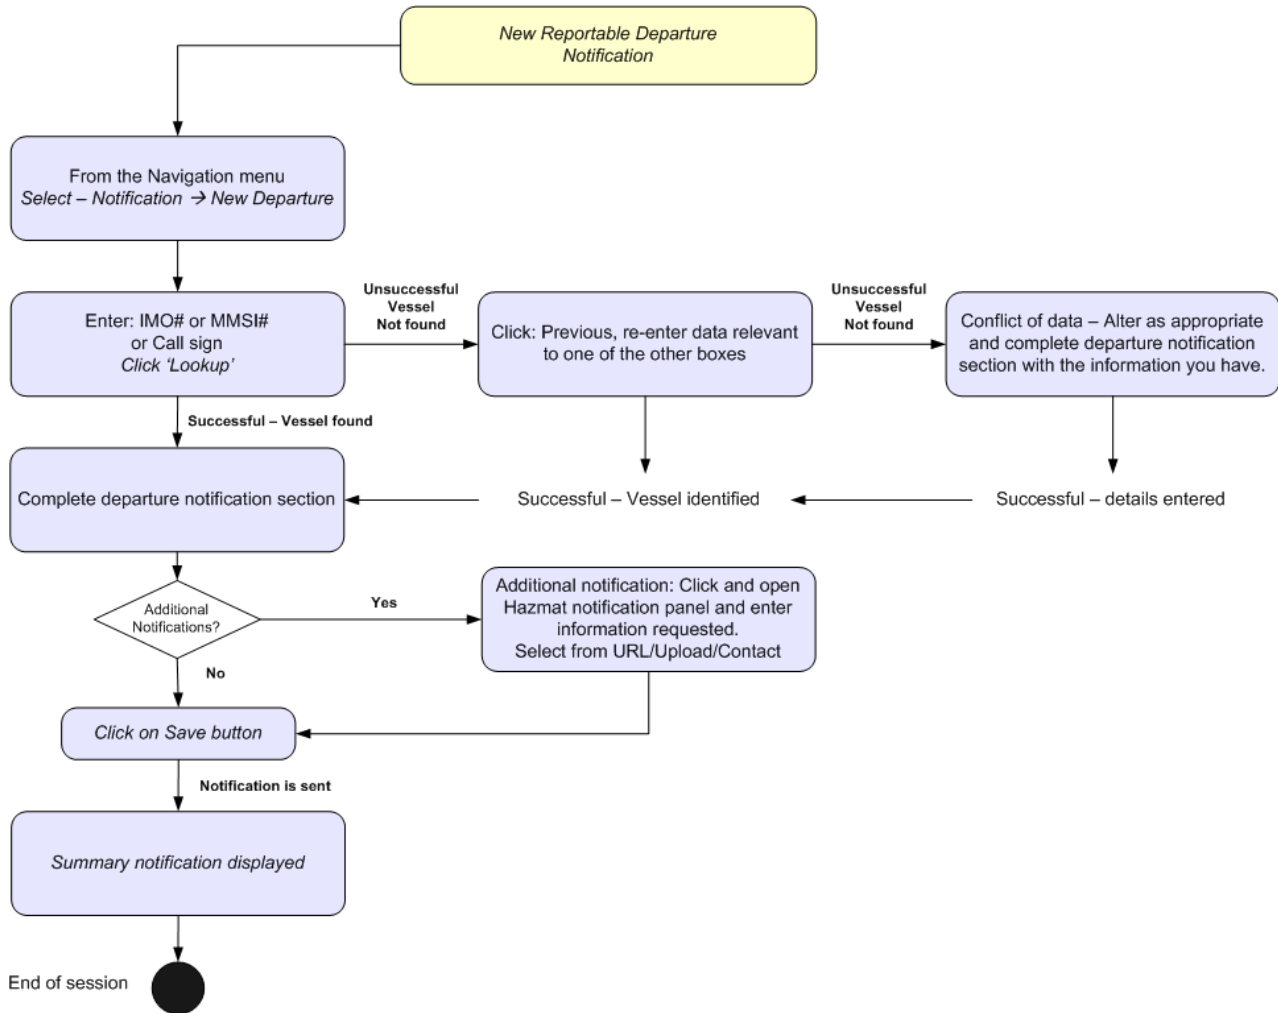 New Reportable Departure
Notification
From the Navigation menu
Select – Notification → New Departure
Enter: IMO# or MMSI#
or Call sign
Click ‘Lookup’
Unsuccessful
Vessel
Not found
Click: Previous, re-enter data relevant
to one of the other boxes
Unsuccessful
Vessel
Not found
Conflict of data – Alter as appropriate
and complete departure notification
section with the information you have.
Successful – Vessel found
Complete departure notification section
Successful – Vessel identified
Successful – details entered
Additional
Notifications?
Yes
Additional notification: Click and open
Hazmat notification panel and enter
information requested.
Select from URL/Upload/Contact
No
Click on Save button
Notification is sent
Summary notification displayed
End of session